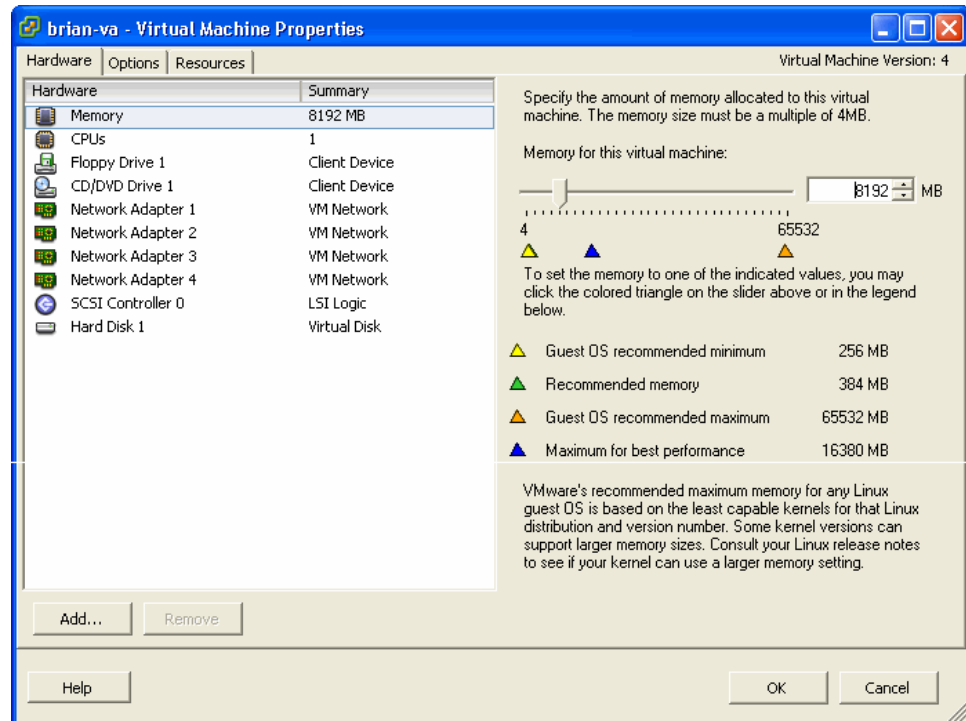 brian-va - Virtual Machine Properties
Hardware Options Resources Virtual Machine Version: 4
Hardware Summary
Memory 8192 MB
CPUs 1
Floppy Drive 1 Client Device
CD/DVD Drive 1 Client Device
Network Adapter 1 VM Network
Network Adapter 2 VM Network
Network Adapter 3 VM Network
Network Adapter 4 VM Network
SCSI Controller 0 LSI Logic
Hard Disk 1 Virtual Disk
Add... Remove
Specify the amount of memory allocated to this virtual
machine. The memory size must be a multiple of 4MB.
Memory for this virtual machine:
8192 MB
4 65532
To set the memory to one of the indicated values, you may
click the colored triangle on the slider above or in the legend
below.
Guest OS recommended minimum 256 MB
Recommended memory 384 MB
Guest OS recommended maximum 65532 MB
Maximum for best performance 16380 MB
VMware's recommended maximum memory for any Linux
guest OS is based on the least capable kernels for that Linux
distribution and version number. Some kernel versions can
support larger memory sizes. Consult your Linux release notes
to see if your kernel can use a larger memory setting.
Help OK Cancel